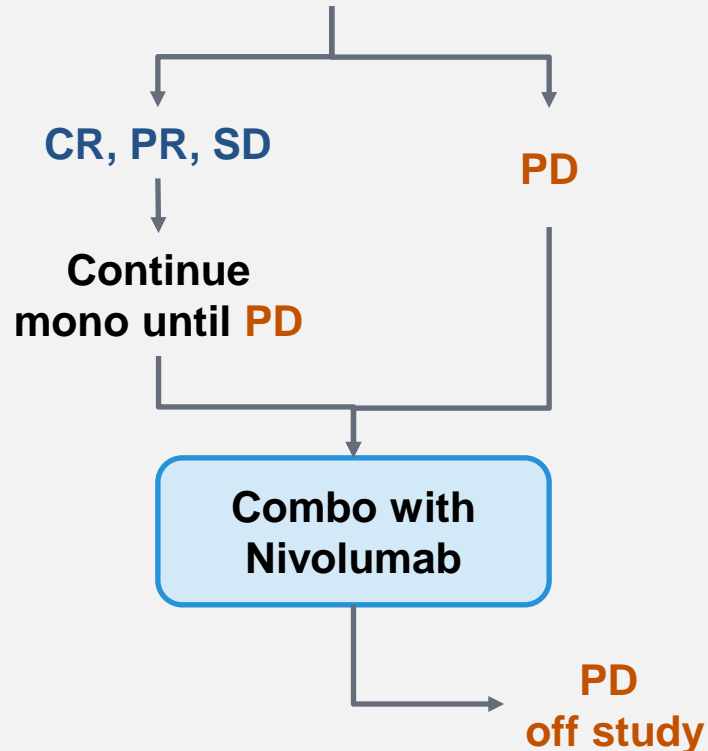 CR, PR, SD
PD
Continue
mono until PD
Combo with
Nivolumab
PD
off study